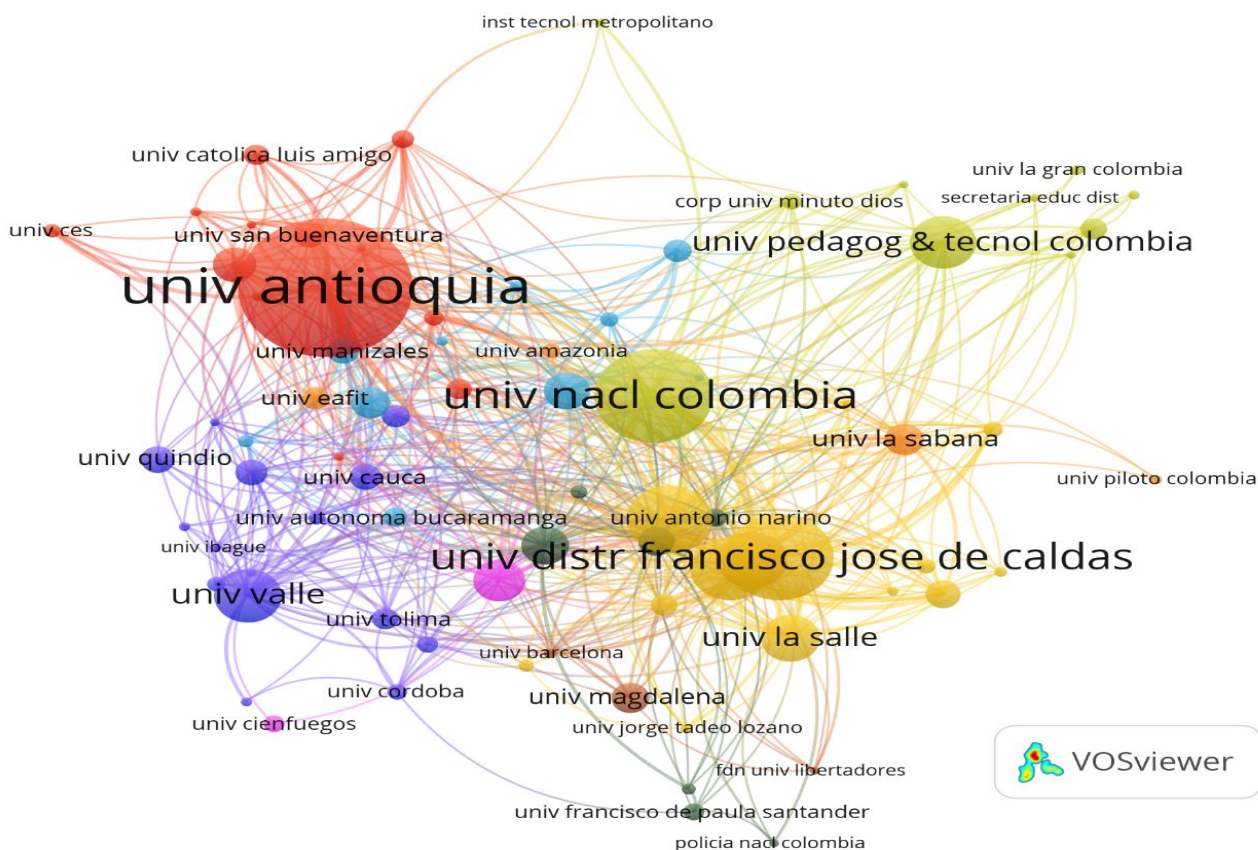 inst tecnol metropolitano
univ catolica luis amigo
univ la gran colombia
corp univ minuto dios
secretaria educ dist
univ ces
univ san buenaventura
univ pedagog & tecnol colombia
univ antioquia
univ manizales
univ amazonia
univ eafit
univ nacl colombia
univ la sabana
univ quindio
univ cauca
univ piloto colombia
univ autonoma bucaramanga
univ antonio narino
univ ibague
univ distr francisco jose de caldas
univ valle
univ tolima
univ la salle
univ barcelona
univ cordoba
univ magdalena
univ cienfuegos
univ jorge tadeo lozano
VOSviewer
fdn univ libertadores
univ francisco de paula santander
policia nacl colombia